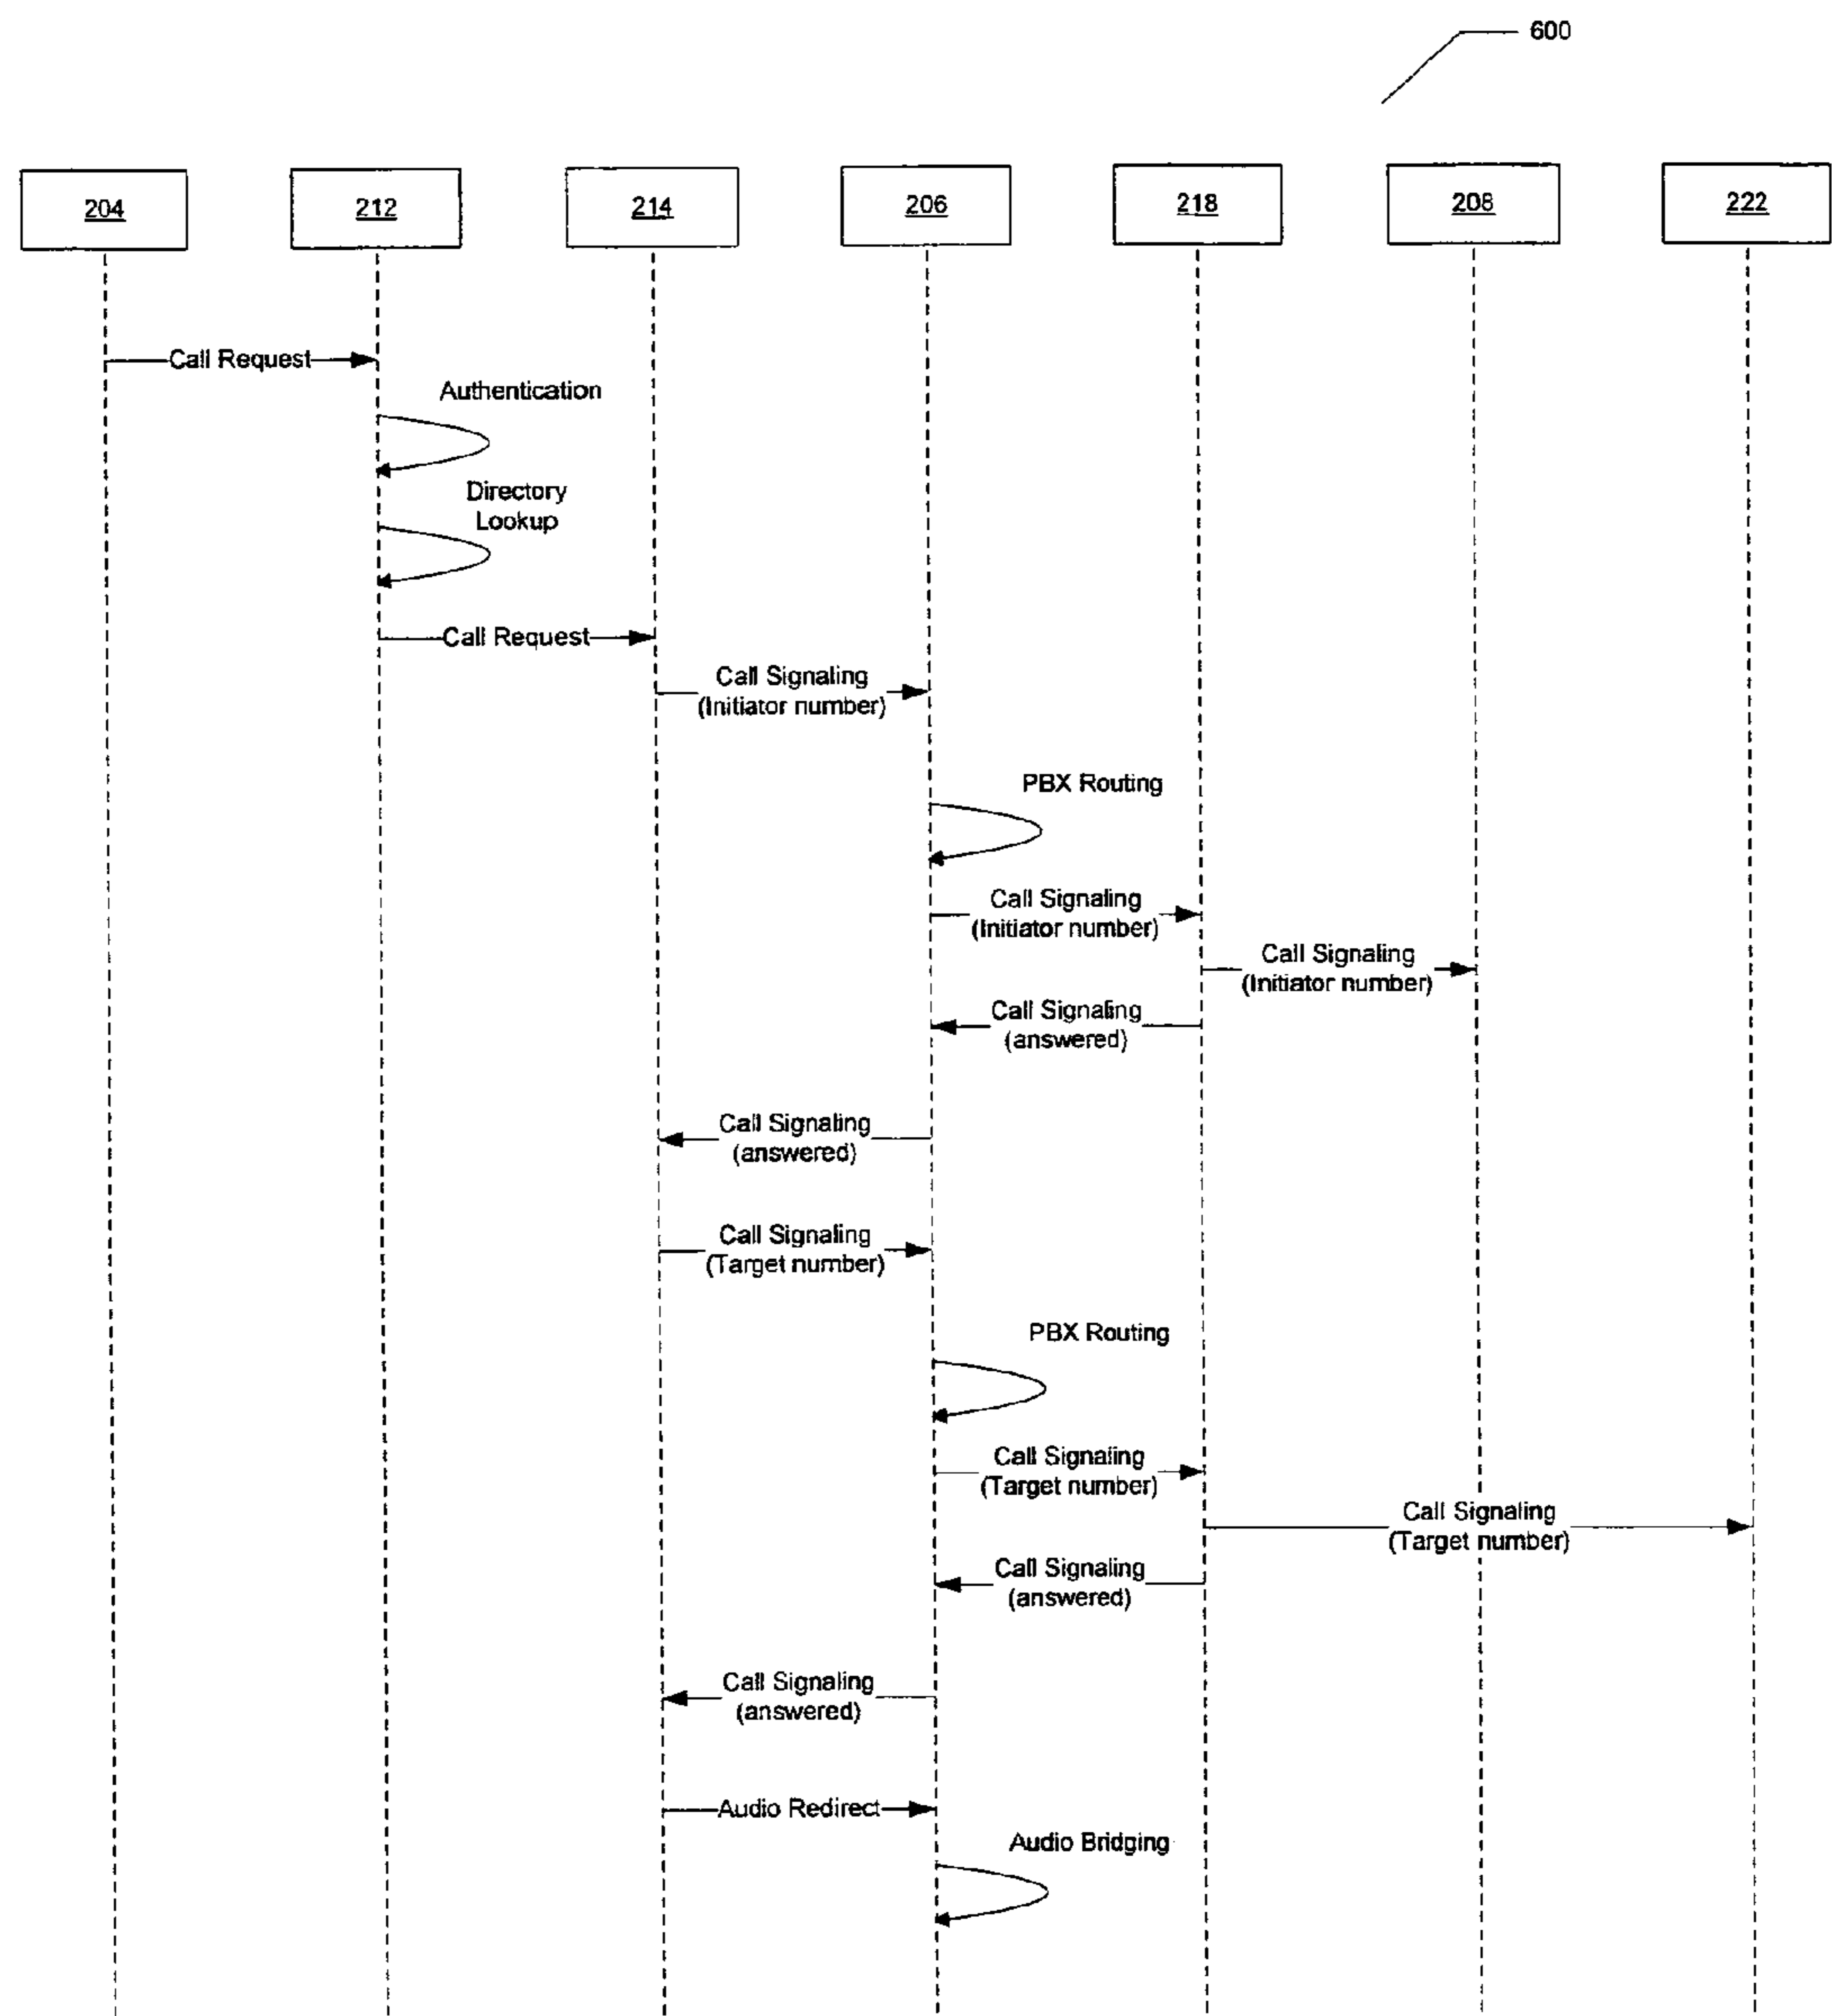 600
204 212 214 206 218 208 222
Call Request
Authentication
Directory
Lookup
Call Request
Call Signaling
(Initiator number)
PBX Routing
Call Signaling
(Initiator number)
Call Signaling
(Initiator number)
Call Signaling
(answered)
Call Signaling
(answered)
Call Signaling
(Target number)
PBX Routing
Call Signaling
(Target number)
Call Signaling
(Target number)
Call Signaling
(answered)
Call Signaling
(answered)
Audio Redirect
Audio Bridging